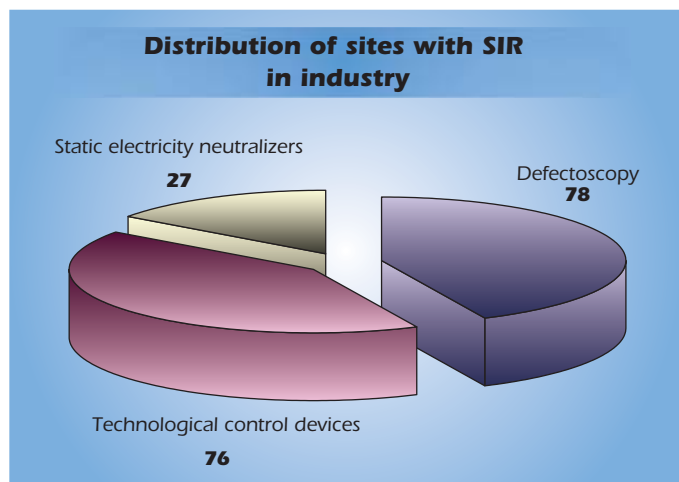 Distribution of sites with SIR
in industry
Static electricity neutralizers
27
Defectoscopy
78
Technological control devices
76